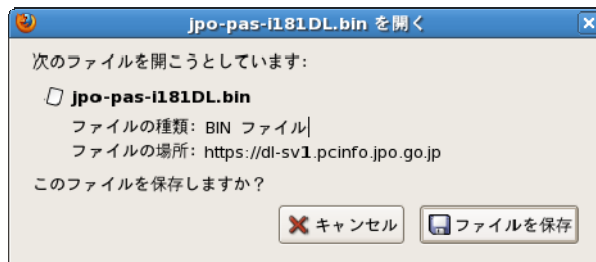 jpo-pas-i181DL.bin を開く
次のファイルを開こうとしています:
jpo-pas-i181DL.bin
ファイルの種類: BIN ファイル
ファイルの場所: https://dl-sv1.pcinfo.jpo.go.jp
このファイルを保存しますか？
キャンセル ファイルを保存